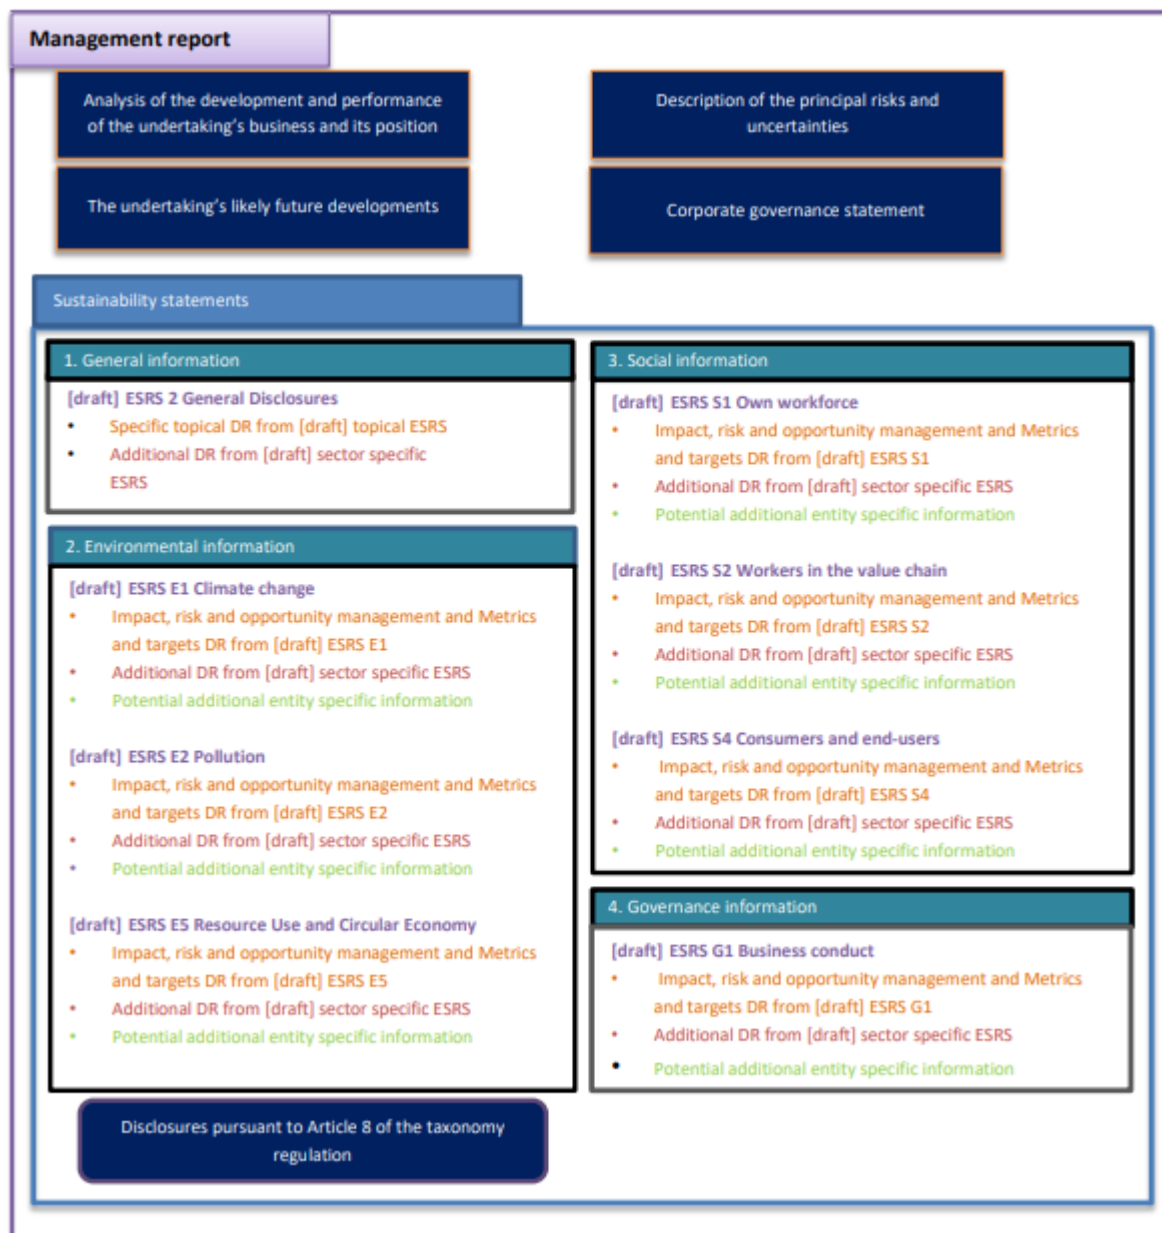 Management report
Analysis of the development and performance
of the undertaking's business and its position
Description of the principal risks and
uncertainties
The undertaking's likely future developments
Corporate governance statement
Sustainability statements
1. General information
[draft] ESRS 2 General Disclosures
• Specific topical DR from [draft] topical ESRS
• Additional DR from [draft] sector specific
ESRS
2. Environmental information
[draft] ESRS E1 Climate change
• Impact, risk and opportunity management and Metrics
and targets DR from [draft] ESRS E1
• Additional DR from [draft] sector specific ESRS
• Potential additional entity specific information
[draft] ESRS E2 Pollution
• Impact, risk and opportunity management and Metrics
and targets DR from [draft] ESRS E2
• Additional DR from [draft] sector specific ESRS
• Potential additional entity specific information
[draft] ESRS E5 Resource Use and Circular Economy
• Impact, risk and opportunity management and Metrics
and targets DR from [draft] ESRS E5
• Additional DR from [draft] sector specific ESRS
• Potential additional entity specific information
Disclosures pursuant to Article 8 of the taxonomy
regulation
3. Social information
[draft] ESRS S1 Own workforce
• Impact, risk and opportunity management and Metrics
and targets DR from [draft] ESRS S1
• Additional DR from [draft] sector specific ESRS
• Potential additional entity specific information
[draft] ESRS S2 Workers in the value chain
• Impact, risk and opportunity management and Metrics
and targets DR from [draft] ESRS S2
• Additional DR from [draft] sector specific ESRS
• Potential additional entity specific information
[draft] ESRS S4 Consumers and end-users
• Impact, risk and opportunity management and Metrics
and targets DR from [draft] ESRS S4
• Additional DR from [draft] sector specific ESRS
• Potential additional entity specific information
4. Governance information
[draft] ESRS G1 Business conduct
• Impact, risk and opportunity management and Metrics
and targets DR from [draft] ESRS G1
• Additional DR from [draft] sector specific ESRS
• Potential additional entity specific information